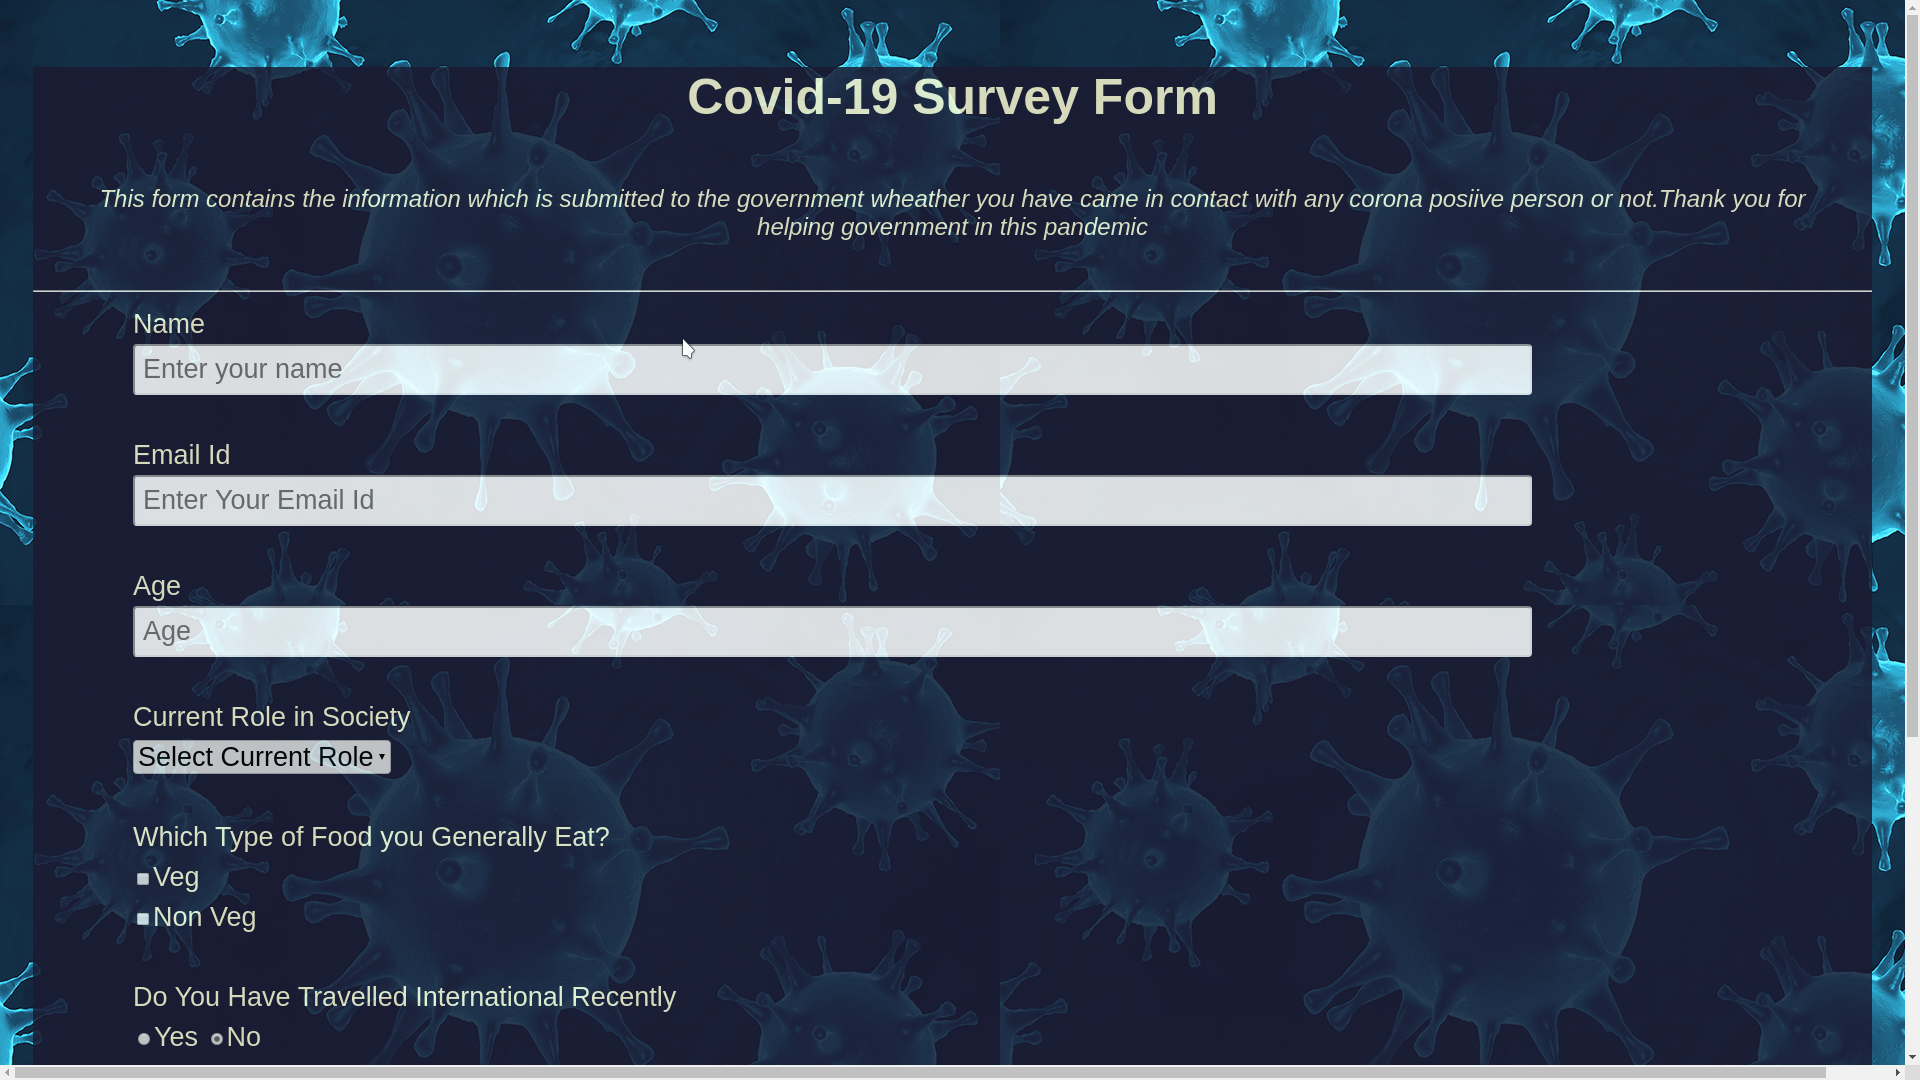 Covid-19 Survey Form
This form contains the information which is submitted to the government wheather you have came in contact with any corona posiive person or not.Thank you for
helping government in this pandemic
Name
Enter your name
Email Id
Enter Your Email Id
Age
Age
Current Role in Society
Select Current Role
Which Type of Food you Generally Eat?
Veg
Non Veg
Do You Have Travelled International Recently
Yes No